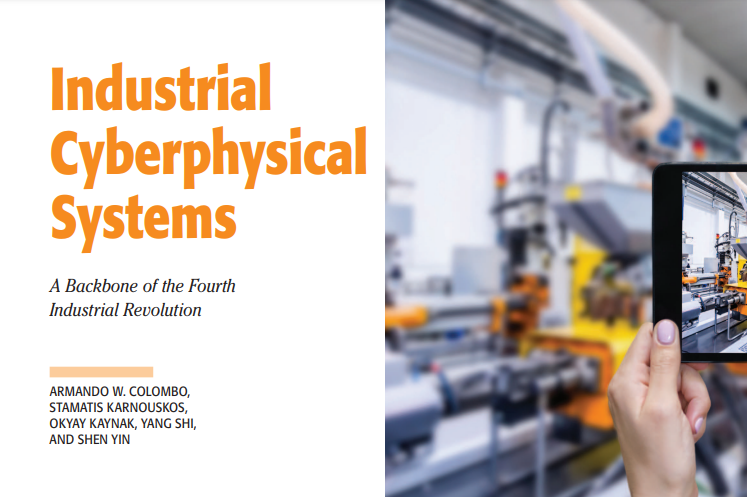 Industrial
Cyberphysical
Systems
A Backbone of the Fourth
Industrial Revolution
ARMANDO W. COLOMBO,
STAMATIS KARNOUSKOS,
OKYAY KAYNAK, YANG SHI,
AND SHEN YIN